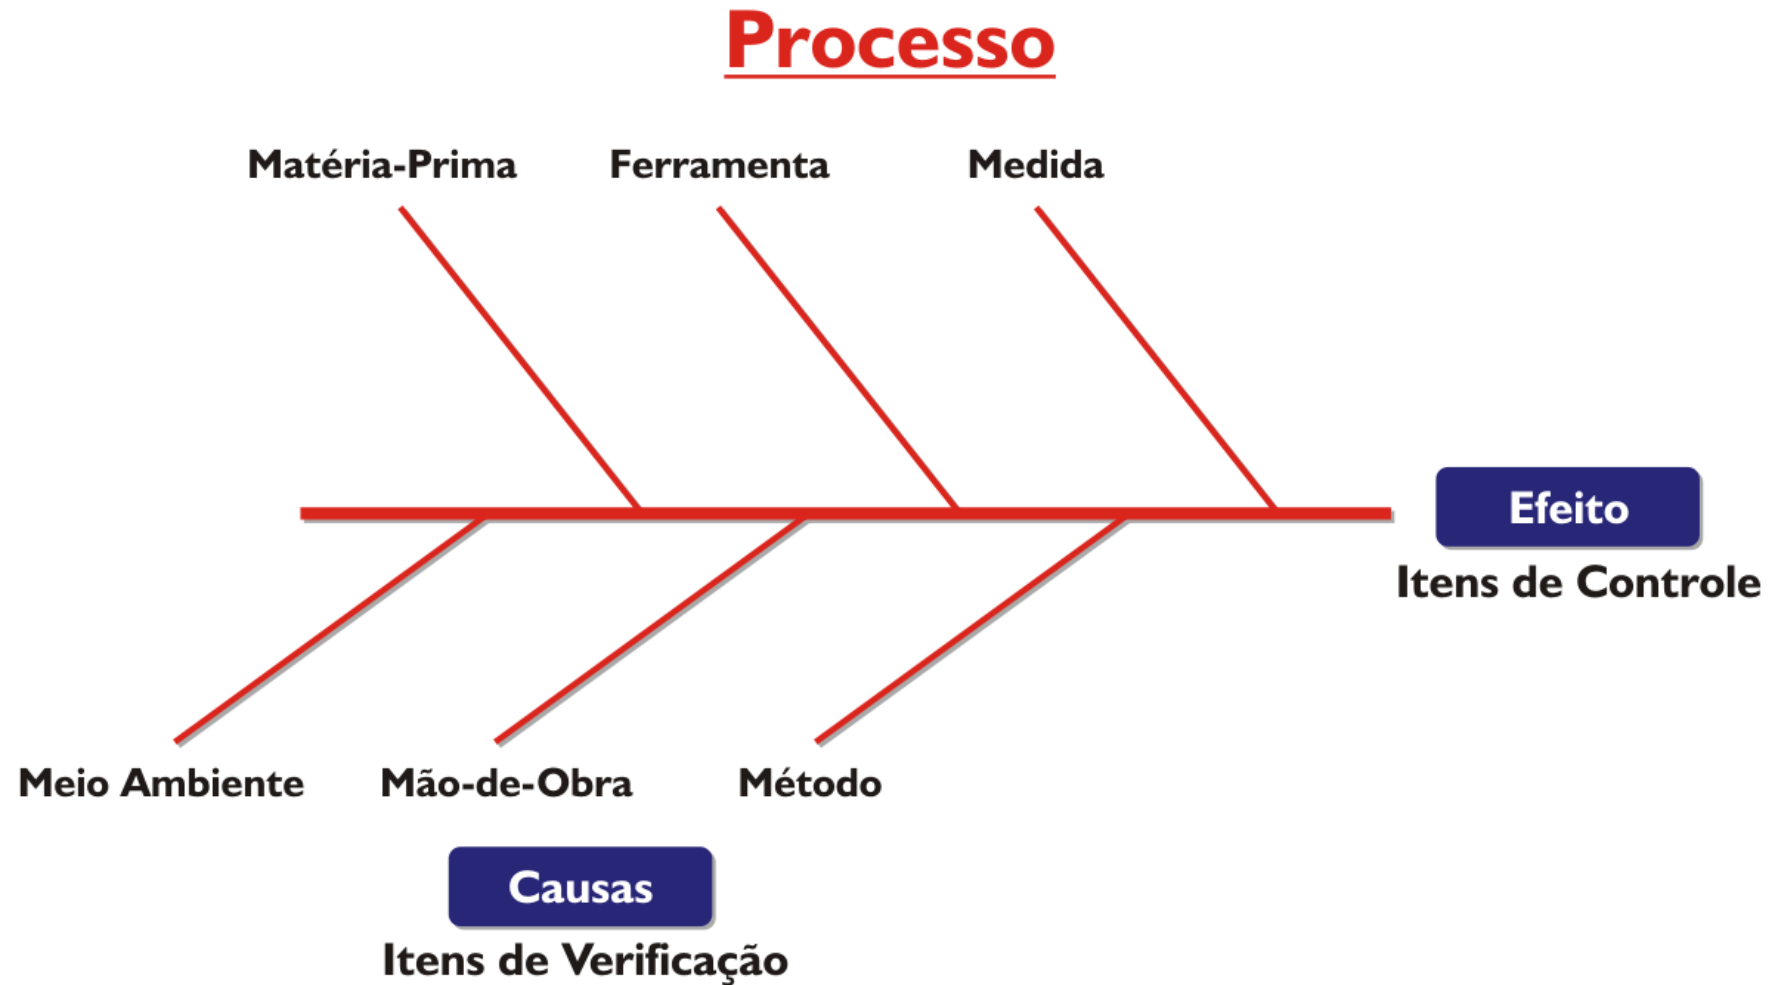 Processo
Matéria-Prima
Ferramenta
Medida
Efeito
Itens de Controle
Meio Ambiente
Mão-de-Obra
Método
Causas
Itens de Verificação